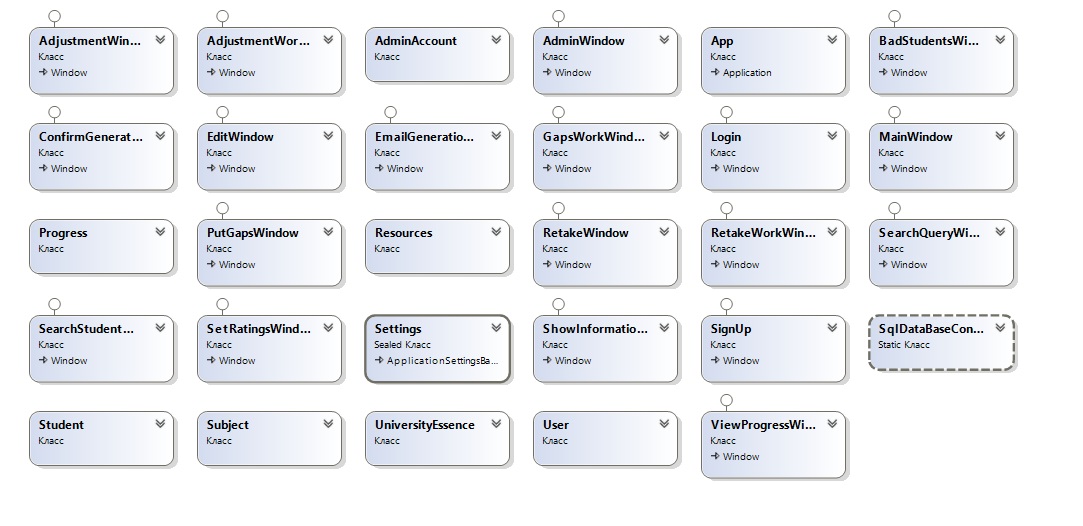 AdjustmentWin...
Класс
Window
AdjustmentWor...
Класс
Window
AdminAccount
Класс
AdminWindow
Класс
Window
App
Класс
Application
BadStudentsWi...
Класс
Window
ConfirmGenerat...
Класс
Window
EditWindow
Класс
Window
EmailGeneratio...
Класс
Window
GapsWorkWind...
Класс
Window
Login
Класс
Window
MainWindow
Класс
Window
Progress
Класс
PutGapsWindow
Класс
Window
Resources
Класс
RetakeWindow
Класс
Window
RetakeWorkWin...
Класс
Window
SearchQueryWi...
Класс
Window
SearchStudent...
Класс
Window
SetRatingsWind...
Класс
Window
Settings
Sealed Класс
ApplicationSettingsBa...
ShowInformatio...
Класс
Window
SignUp
Класс
Window
SqlDataBaseCon...
Static Класс
Student
Класс
Subject
Класс
UniversityEssence
Класс
User
Класс
ViewProgressWi...
Класс
Window